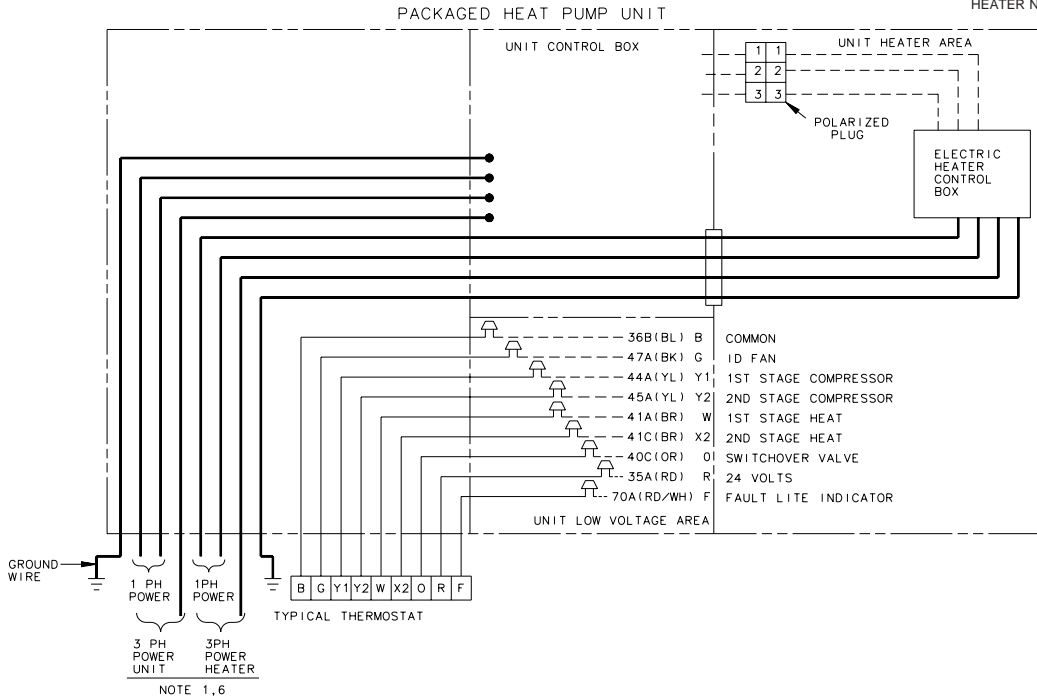 HEATER N
PACKAGED HEAT PUMP UNIT
UNIT CONTROL BOX
UNIT HEATER AREA
1 1
2 2
3 3
POLARIZED
PLUG
ELECTRIC
HEATER
CONTROL
BOX
36B(BL) B COMMON
47A(BK) G ID FAN
44A(YL) Y1 1ST STAGE COMPRESSOR
45A(YL) Y2 2ND STAGE COMPRESSOR
41A(BR) W 1ST STAGE HEAT
41C(BR) X2 2ND STAGE HEAT
40C(OR) O SWITCHOVER VALVE
35A(RD) R 24 VOLTS
70A(RD/WH) F FAULT LITE INDICATOR
UNIT LOW VOLTAGE AREA
GROUND
WIRE
1 PH
POWER
1PH
POWER
B G Y1 Y2 W X2 O R F
TYPICAL THERMOSTAT
3 PH
POWER
UNIT
3PH
POWER
HEATER
NOTE 1,6